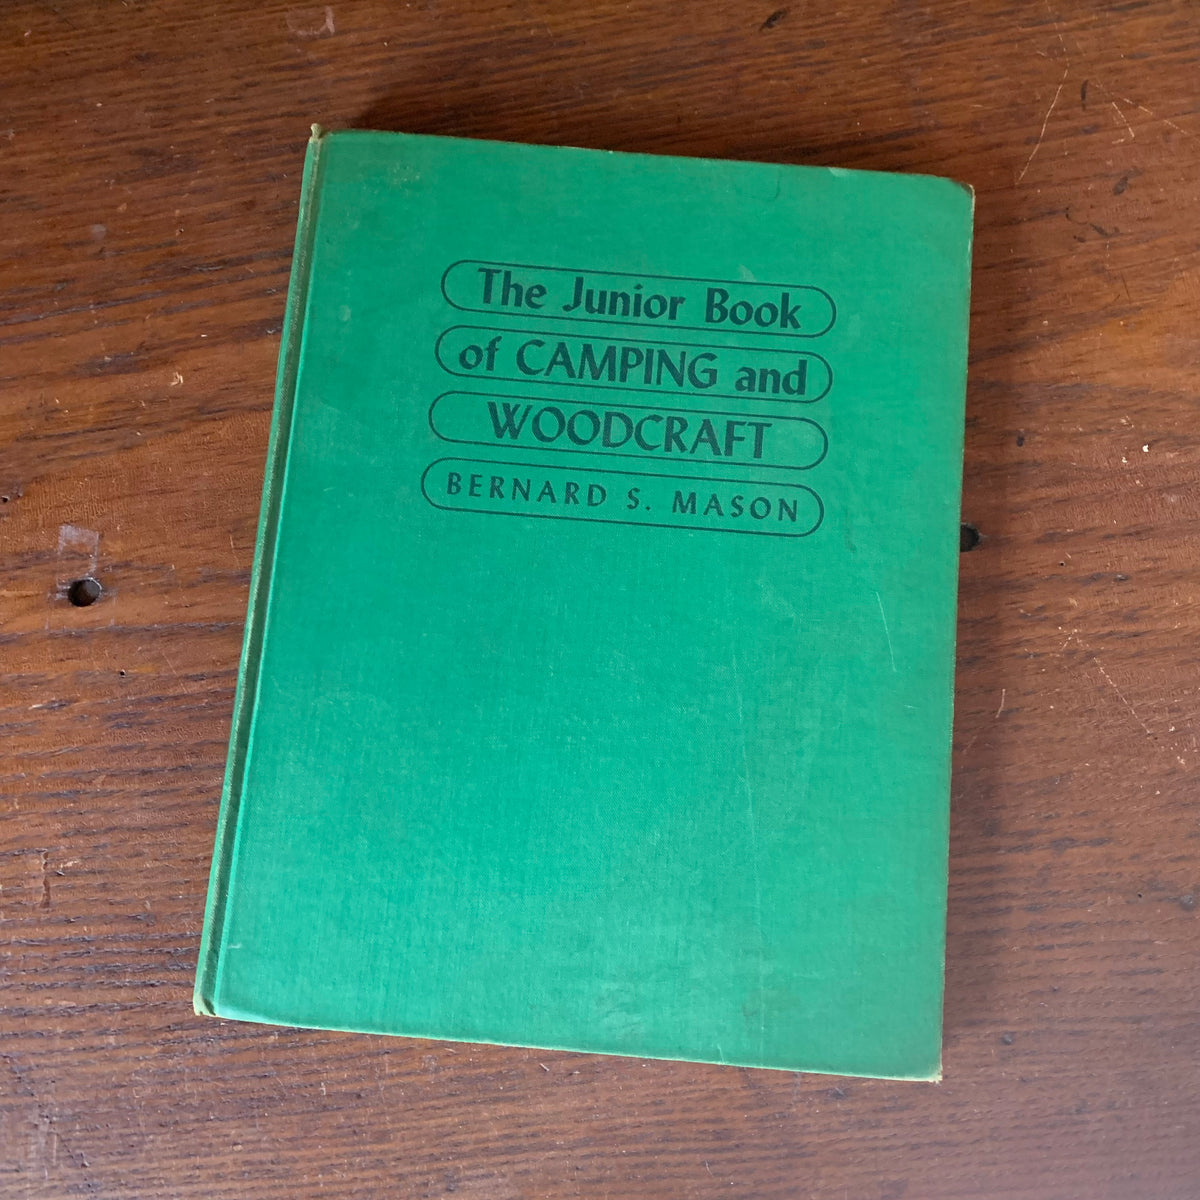 The Junior Book
of CAMPING and
WOODCRAFT
BERNARD S. MASON